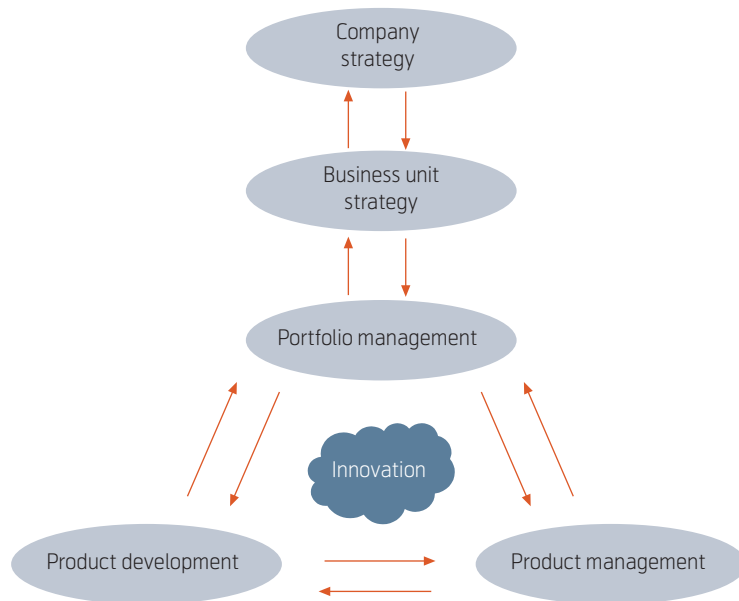 Company
strategy
Business unit
strategy
Portfolio management
Innovation
Product development
Product management